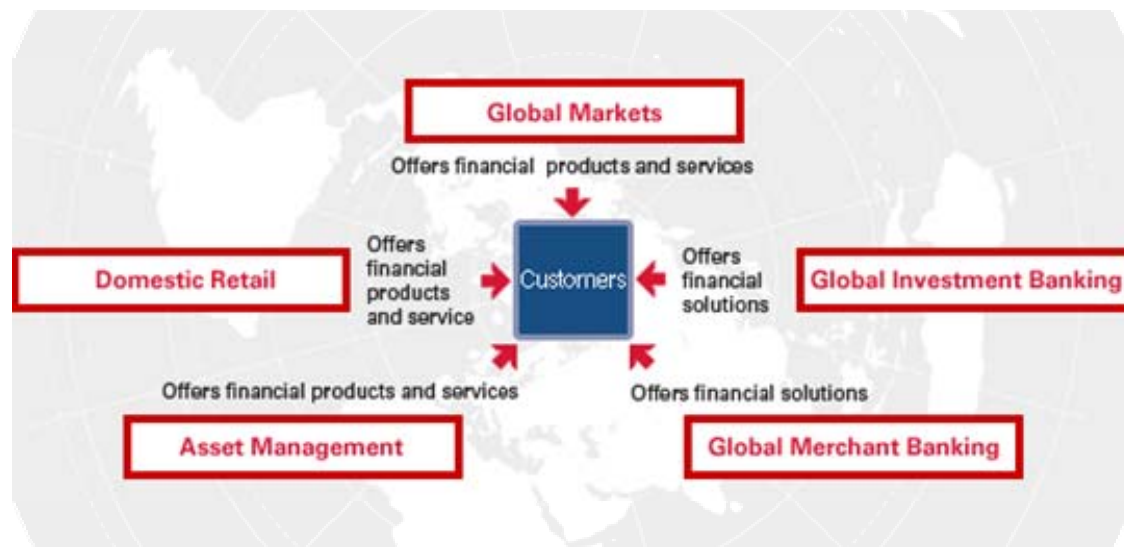 Global Markets
Offers financial products and services
Domestic Retail
Offers
financial
products
and service
Customers
Offers
financial
solutions
Global Investment Banking
Offers financial products and services
Offers financial solutions
Asset Management
Global Merchant Banking